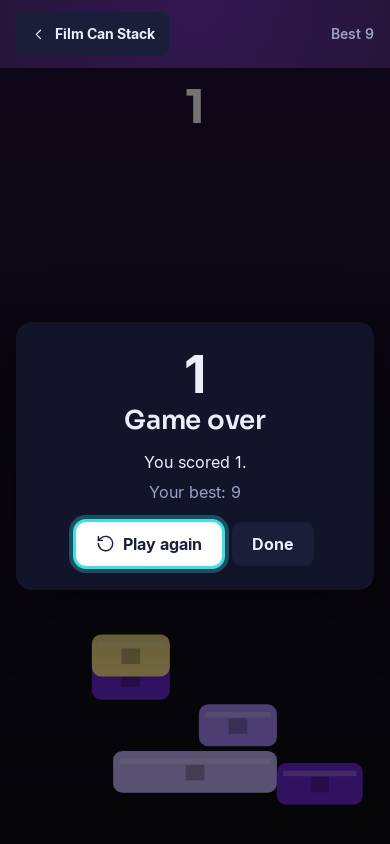 Film Can Stack
Best 9
1
1
Game over
You scored 1.
Your best: 9
Play again
Done